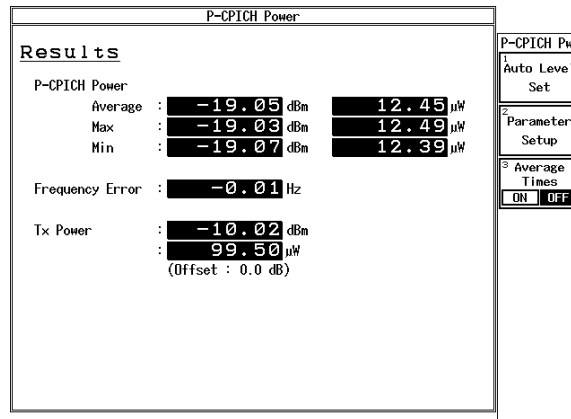 P-CPICH Power
Results
P-CPICH Power
Average : -19.05 dBm 12.45 µW
Max : -19.03 dBm 12.49 µW
Min : -19.07 dBm 12.39 µW
Frequency Error : -0.01 Hz
Tx Power : -10.02 dBm
: 99.50 µW
(Offset : 0.0 dB)
P-CPICH Pw
1
Auto Leve
Set
2
Parameter
Setup
3 Average
Times
ON OFF